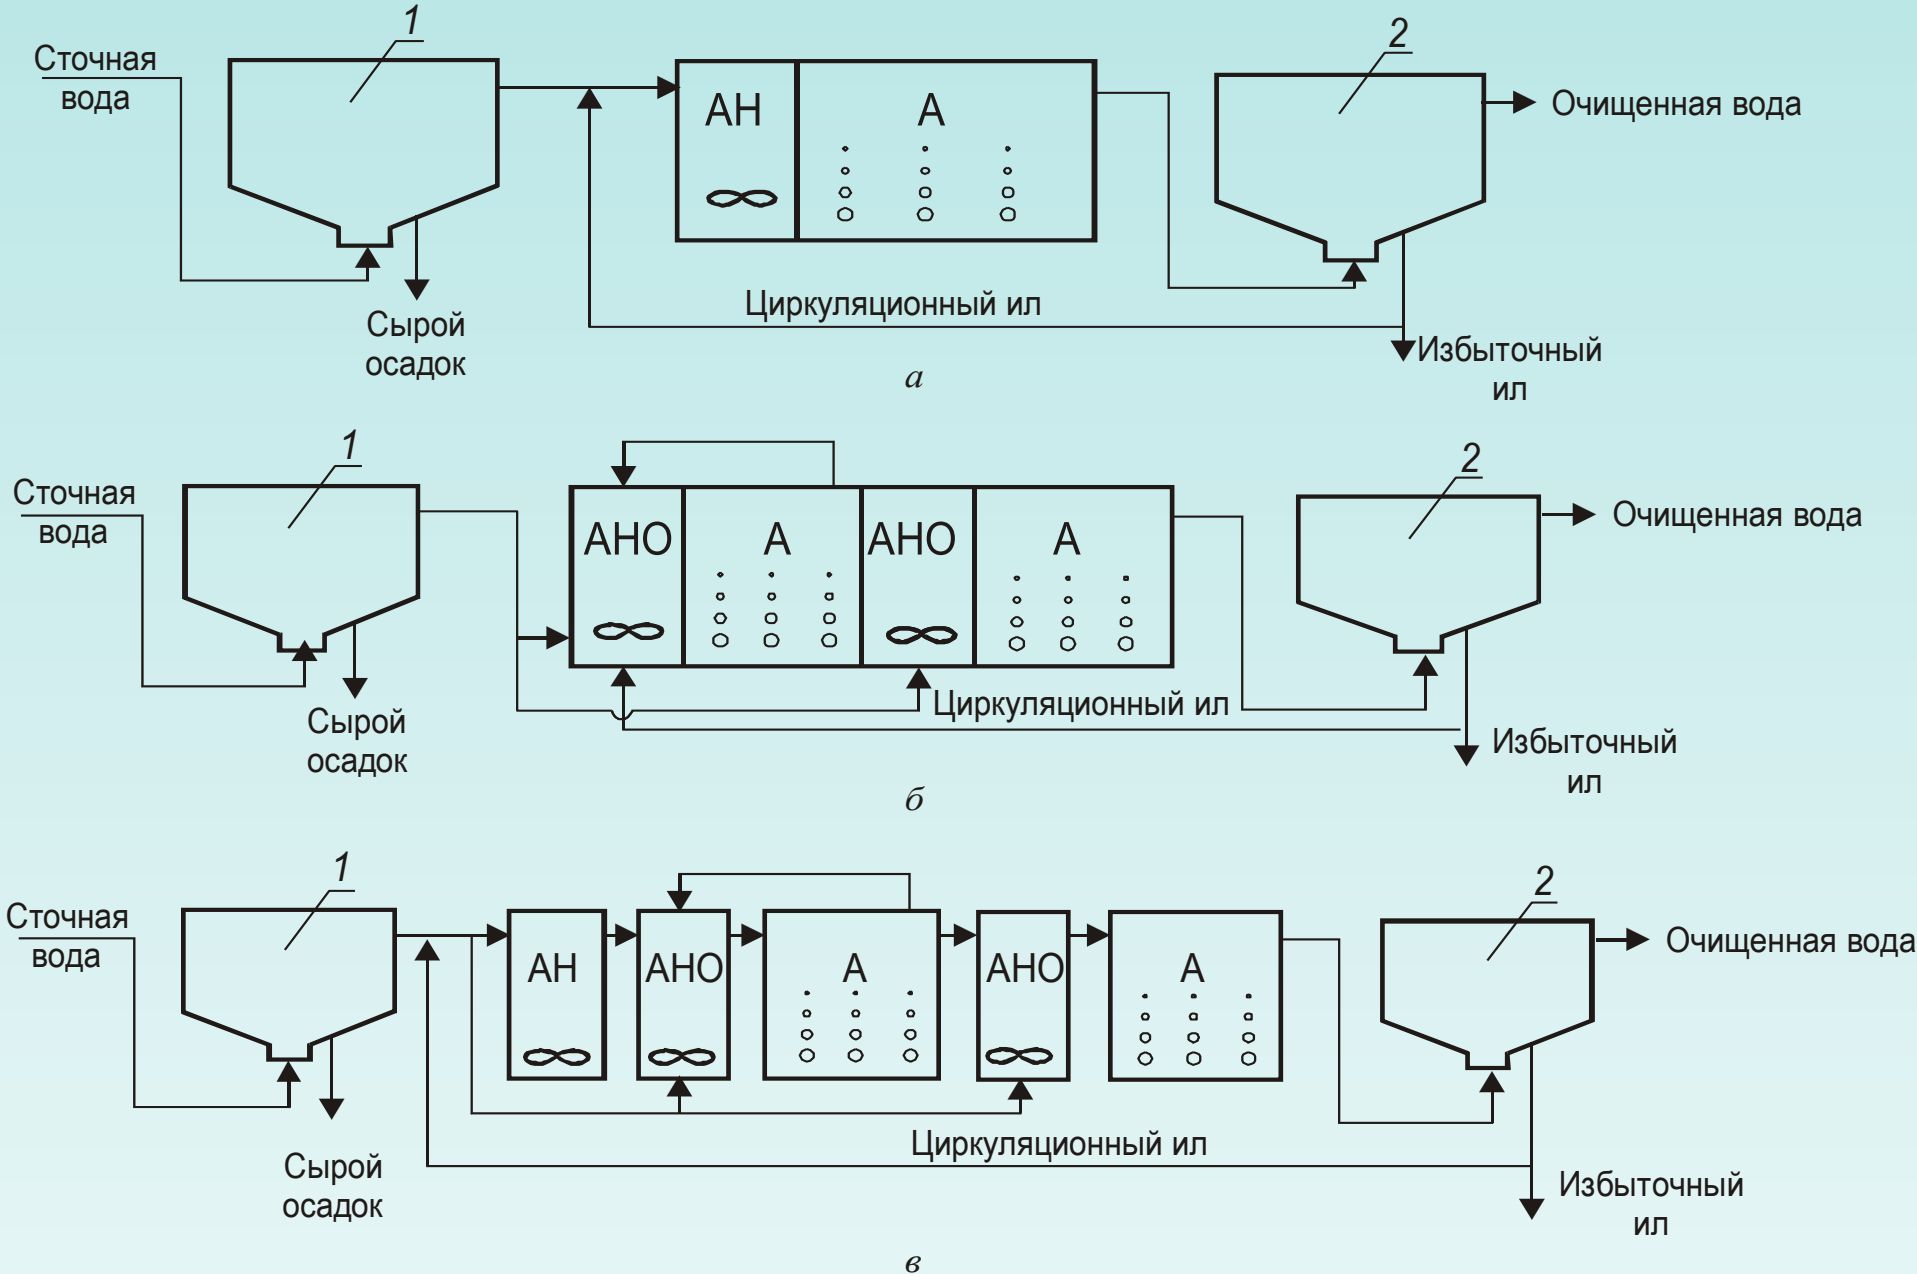 1
2
Сточная
вода
АН
А
Очищенная вода
Циркуляционный ил
Сырой
осадок
Избыточный
ил
а
1
2
Сточная
вода
АНО
А
АНО
А
Очищенная вода
Циркуляционный ил
Сырой
осадок
Избыточный
ил
б
1
2
Сточная
вода
АН
АНО
А
АНО
А
Очищенная вода
Циркуляционный ил
Сырой
осадок
Избыточный
ил
в